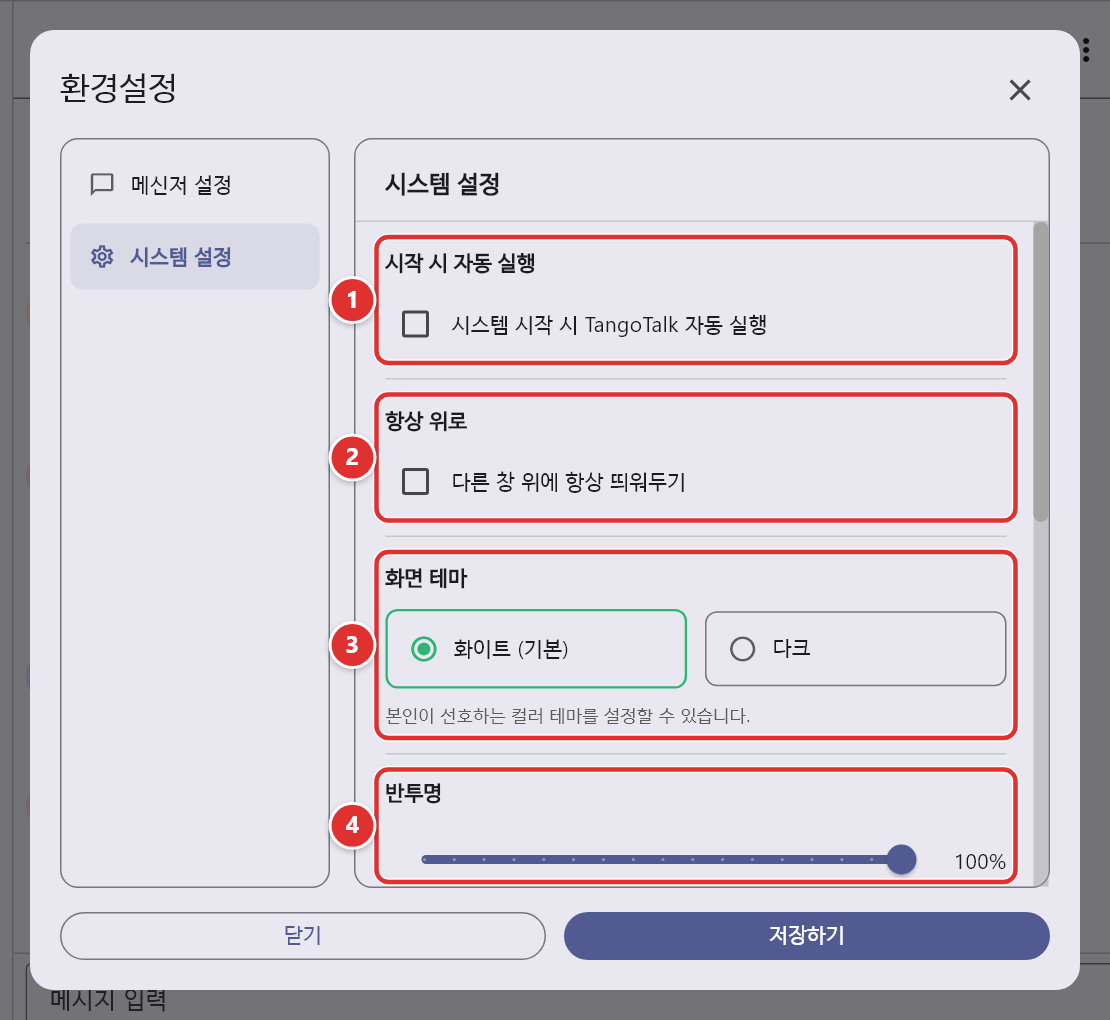 환경설정
메신저 설정
시스템 설정
시스템 설정
1
시작 시 자동 실행
시스템 시작 시 TangoTalk 자동 실행
2
항상 위로
다른 창 위에 항상 띄워두기
3
화면 테마
화이트 (기본)
다크
본인이 선호하는 컬러 테마를 설정할 수 있습니다.
4
반투명
100%
닫기
저장하기
메시지 입력